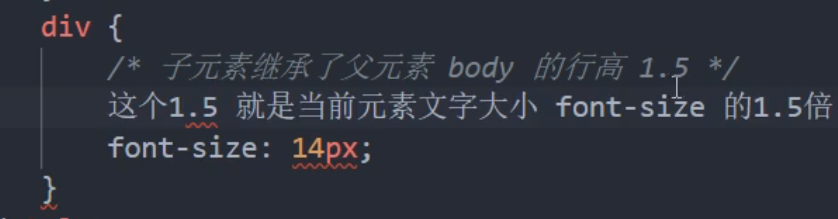 div {
/* 子元素继承了父元素 body 的行高 1.5 */
这个1.5 就是当前元素文字大小 font-size 的1.5倍
font-size: 14px;
}